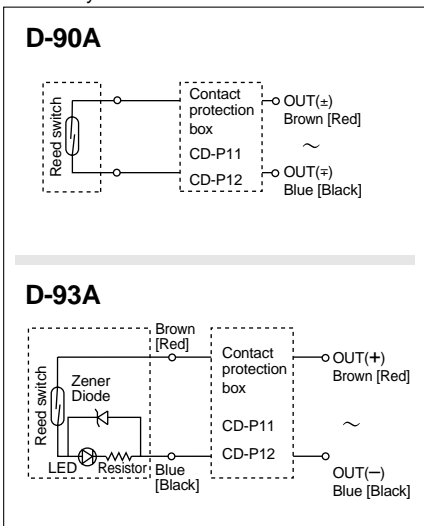 D-90A
Reed switch
Contact
protection
box
CD-P11
CD-P12
OUT(±)
Brown [Red]
~
OUT(∓)
Blue [Black]
D-93A
Reed switch
Zener
Diode
LED
Resistor
Brown
[Red]
Blue
[Black]
Contact
protection
box
CD-P11
CD-P12
OUT(+)
Brown [Red]
~
OUT(−)
Blue [Black]